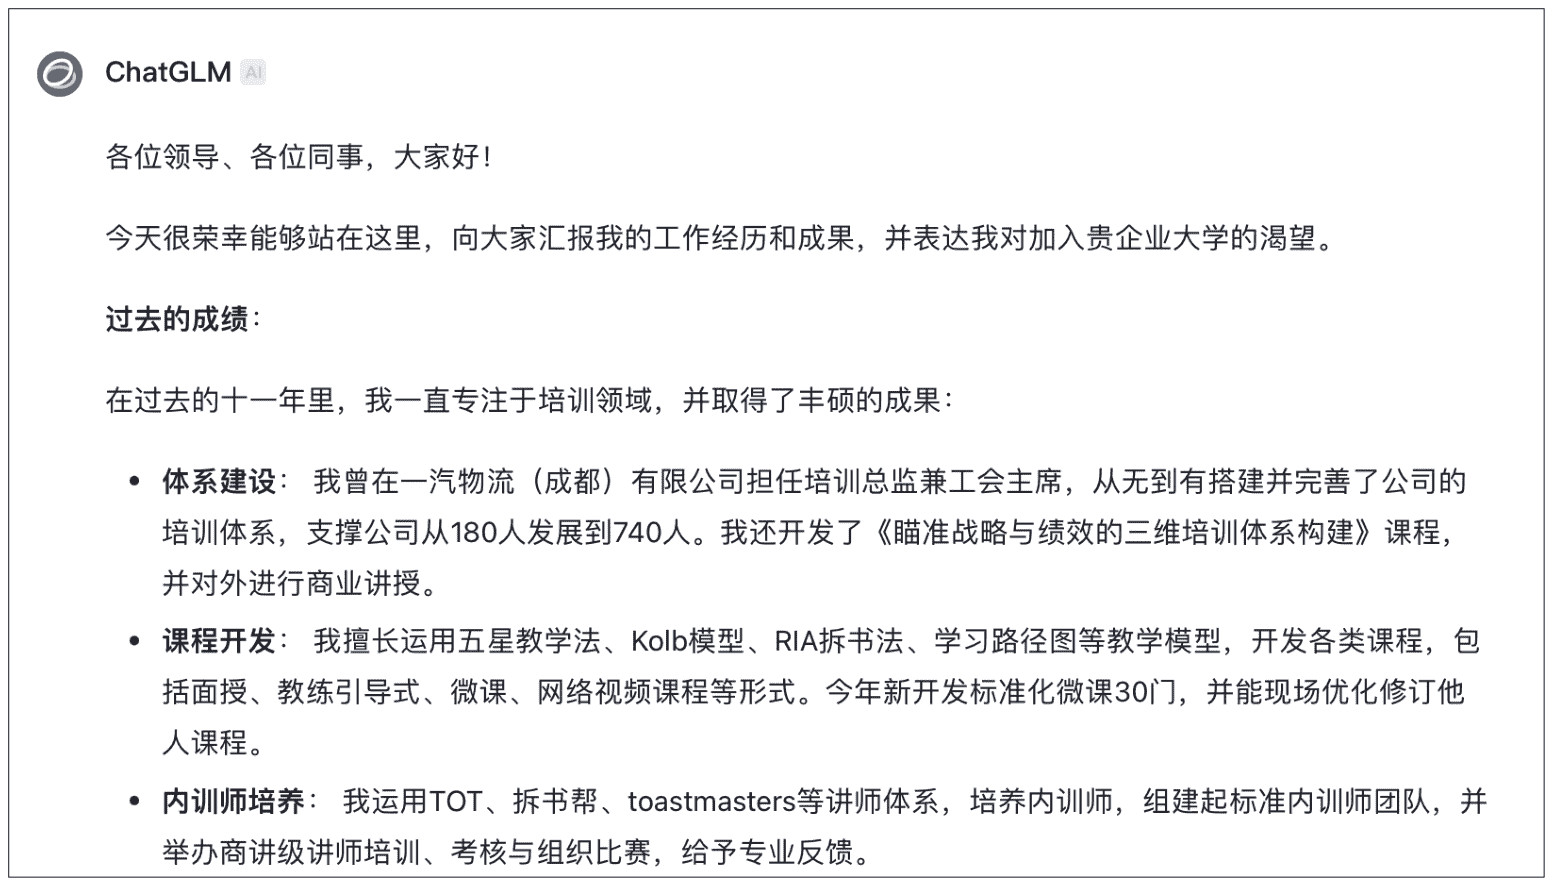 ChatGLM AI
各位领导、各位同事，大家好！
今天很荣幸能够站在这里，向大家汇报我的工作经历和成果，并表达我对加入贵企业大学的渴望。
过去的成绩：
在过去的十一年里，我一直专注于培训领域，并取得了丰硕的成果：
• 体系建设： 我曾在一汽物流（成都）有限公司担任培训总监兼工会主席，从无到有搭建并完善了公司的
培训体系，支撑公司从180人发展到740人。我还开发了《瞄准战略与绩效的三维培训体系构建》课程，
并对外进行商业讲授。
• 课程开发： 我擅长运用五星教学法、Kolb模型、RIA拆书法、学习路径图等教学模型，开发各类课程，包
括面授、教练引导式、微课、网络视频课程等形式。今年新开发标准化微课30门，并能现场优化修订他
人课程。
• 内训师培养： 我运用TOT、拆书帮、toastmasters等讲师体系，培养内训师，组建起标准内训师团队，并
举办商讲级讲师培训、考核与组织比赛，给予专业反馈。